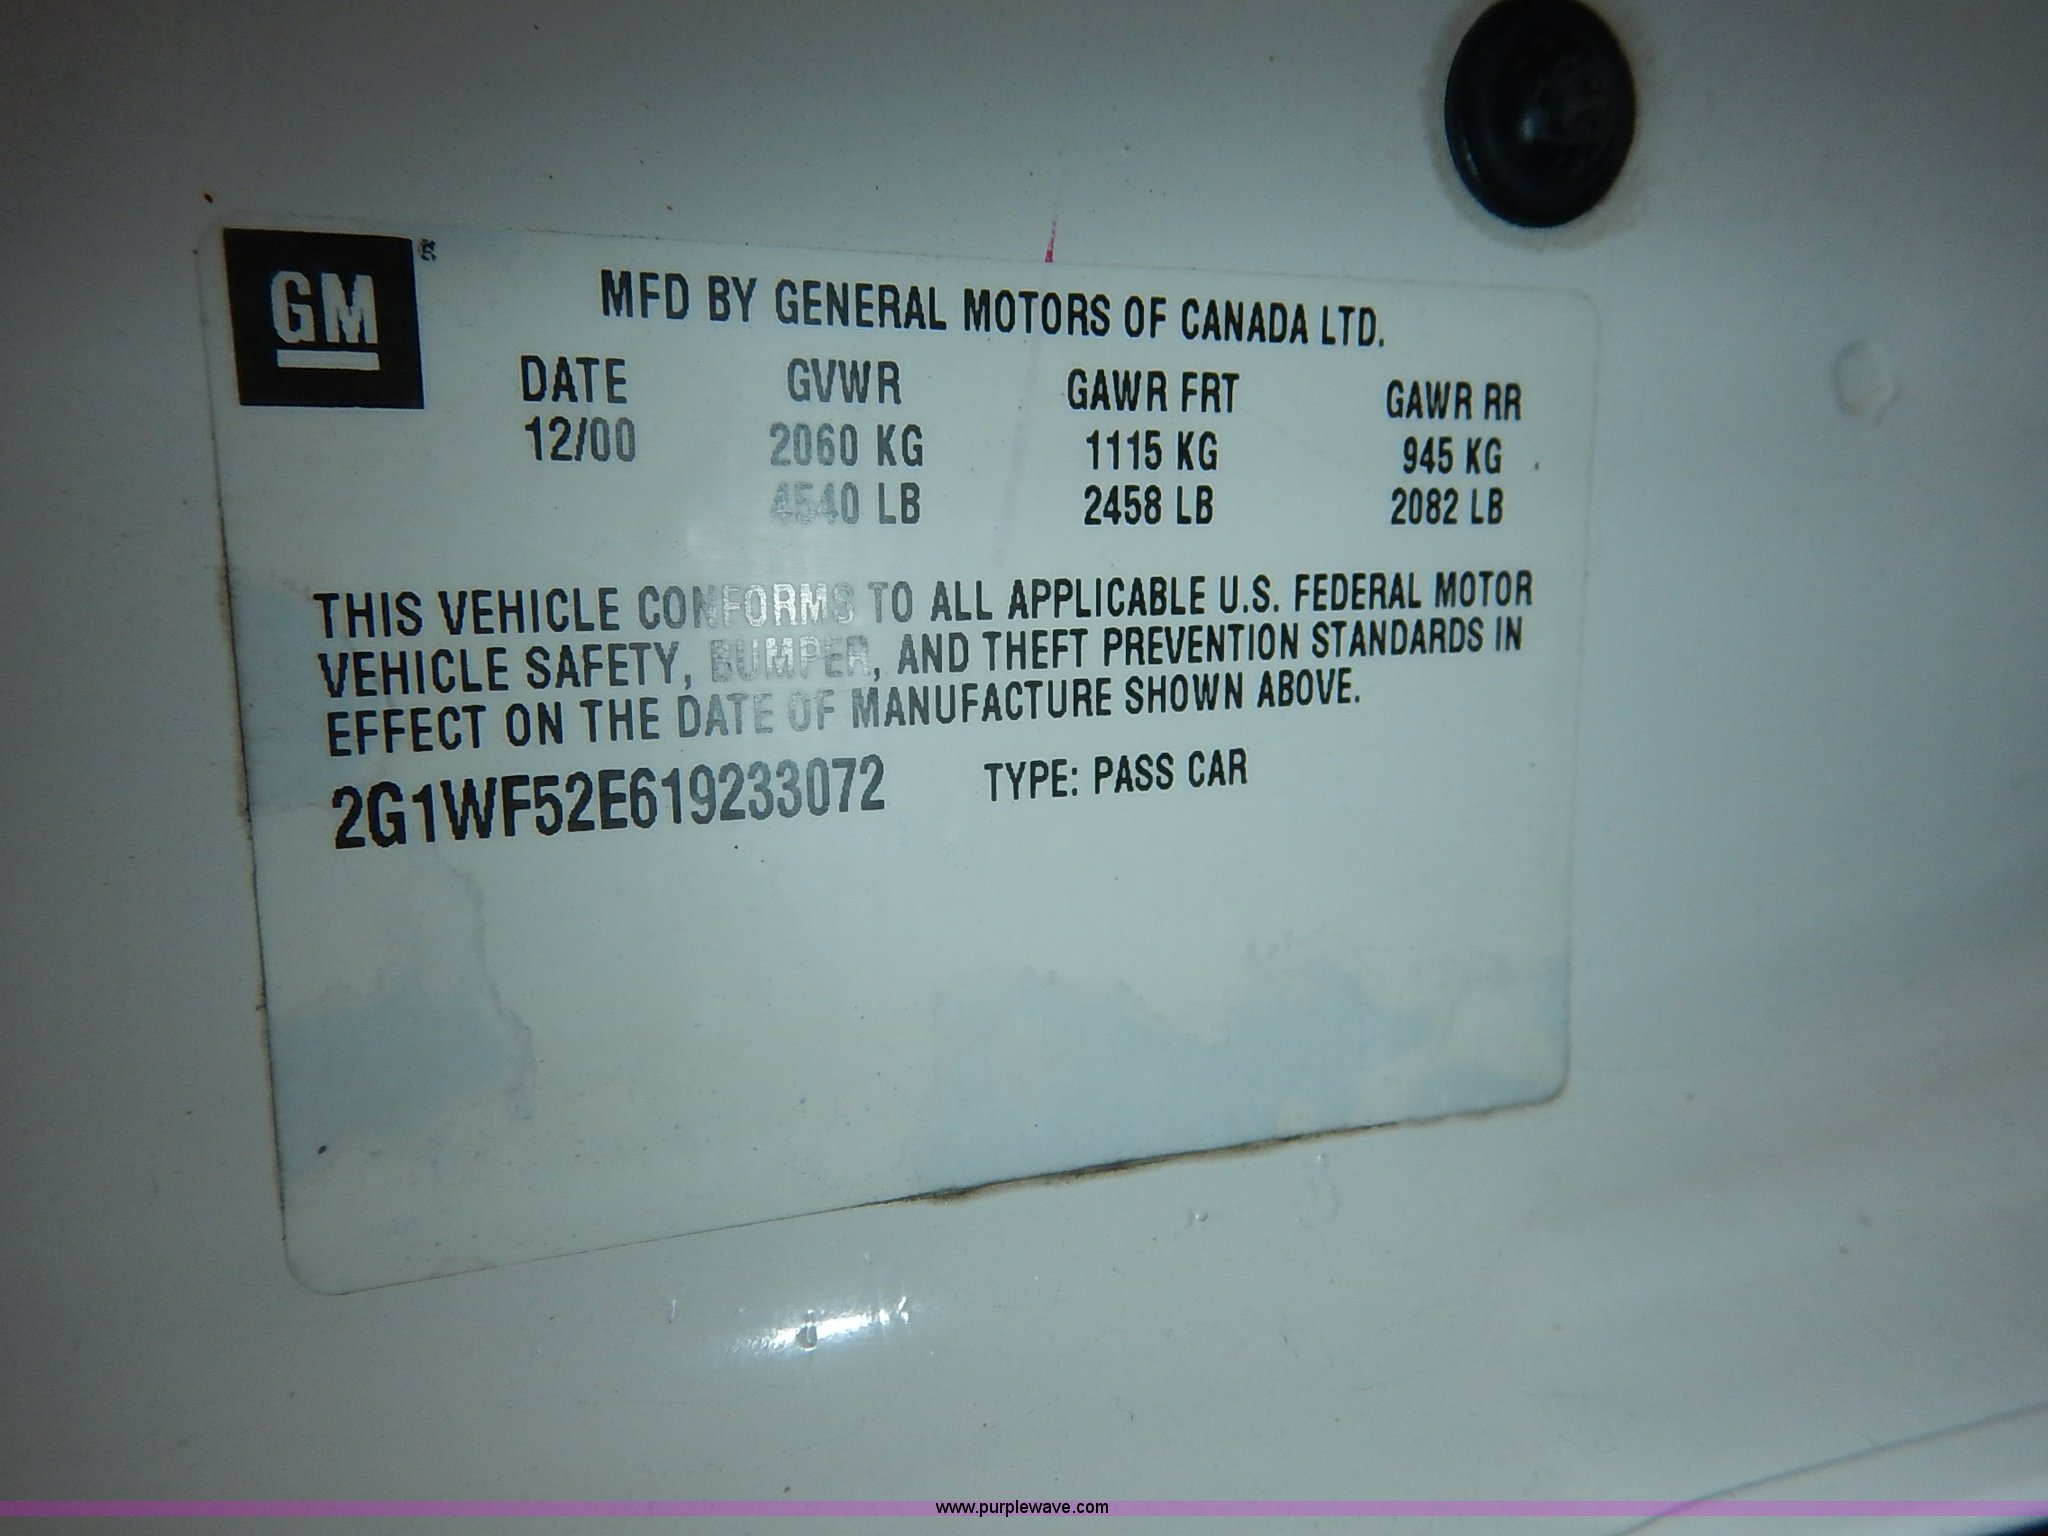 GM ®
MFD BY GENERAL MOTORS OF CANADA LTD.
DATE GVWR GAWR FRT GAWR RR
12/00 2060 KG 1115 KG 945 KG
4540 LB 2458 LB 2082 LB
THIS VEHICLE CONFORMS TO ALL APPLICABLE U.S. FEDERAL MOTOR
VEHICLE SAFETY, BUMPER, AND THEFT PREVENTION STANDARDS IN
EFFECT ON THE DATE OF MANUFACTURE SHOWN ABOVE.
2G1WF52E619233072 TYPE: PASS CAR
www.purplewave.com